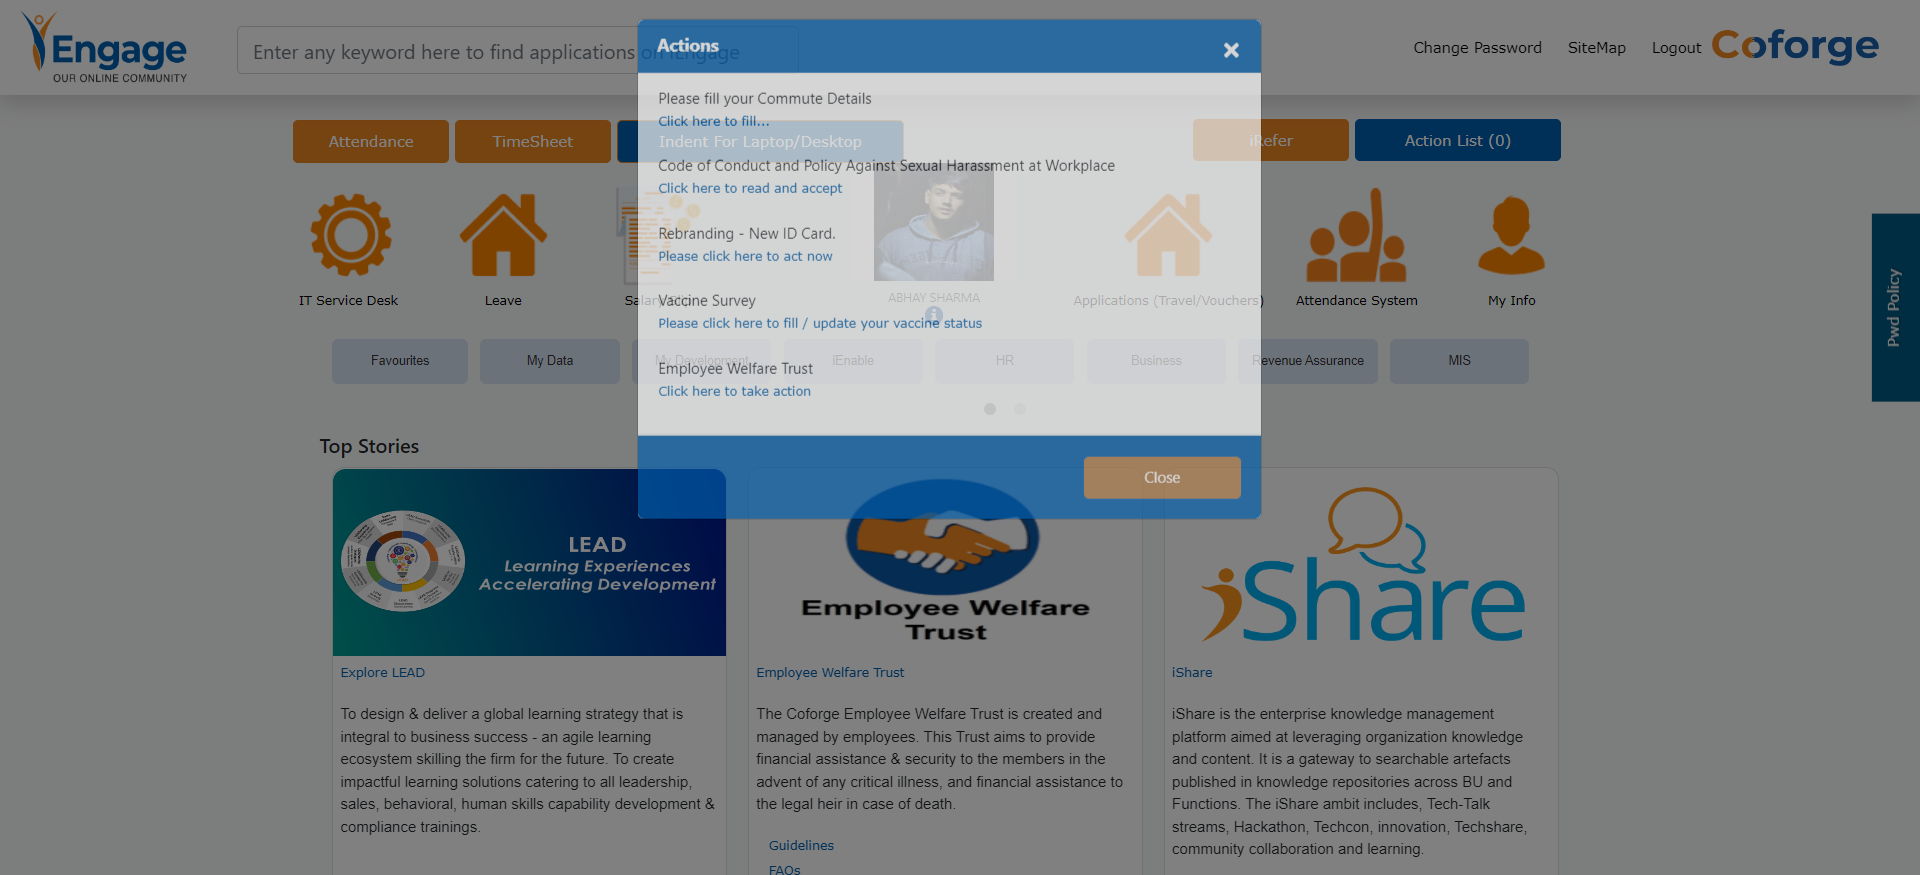 Engage
OUR ONLINE COMMUNITY
Enter any keyword here to find applications on iEngage
Change Password
SiteMap
Logout
Coforge
Actions
Please fill your Commute Details
Click here to fill...
Code of Conduct and Policy Against Sexual Harassment at Workplace
Click here to read and accept
Rebranding - New ID Card.
Please click here to act now
Vaccine Survey
Please click here to fill / update your vaccine status
Employee Welfare Trust
Click here to take action
Close
Attendance
TimeSheet
Indent For Laptop/Desktop
iRefer
Action List (0)
IT Service Desk
Leave
ABHAY SHARMA
Applications (Travel/Vouchers)
Attendance System
My Info
Pwd Policy
Favourites
My Data
My Development
iEnable
HR
Business
Revenue Assurance
MIS
Top Stories
LEAD
Learning Experiences
Accelerating Development
Explore LEAD
To design & deliver a global learning strategy that is
integral to business success - an agile learning
ecosystem skilling the firm for the future. To create
impactful learning solutions catering to all leadership,
sales, behavioral, human skills capability development &
compliance trainings.
Employee Welfare
Trust
Employee Welfare Trust
The Coforge Employee Welfare Trust is created and
managed by employees. This Trust aims to provide
financial assistance & security to the members in the
advent of any critical illness, and financial assistance to
the legal heir in case of death.
Guidelines
FAQs
iShare
iShare
iShare is the enterprise knowledge management
platform aimed at leveraging organization knowledge
and content. It is a gateway to searchable artefacts
published in knowledge repositories across BU and
Functions. The iShare ambit includes, Tech-Talk
streams, Hackathon, Techcon, innovation, Techshare,
community collaboration and learning.